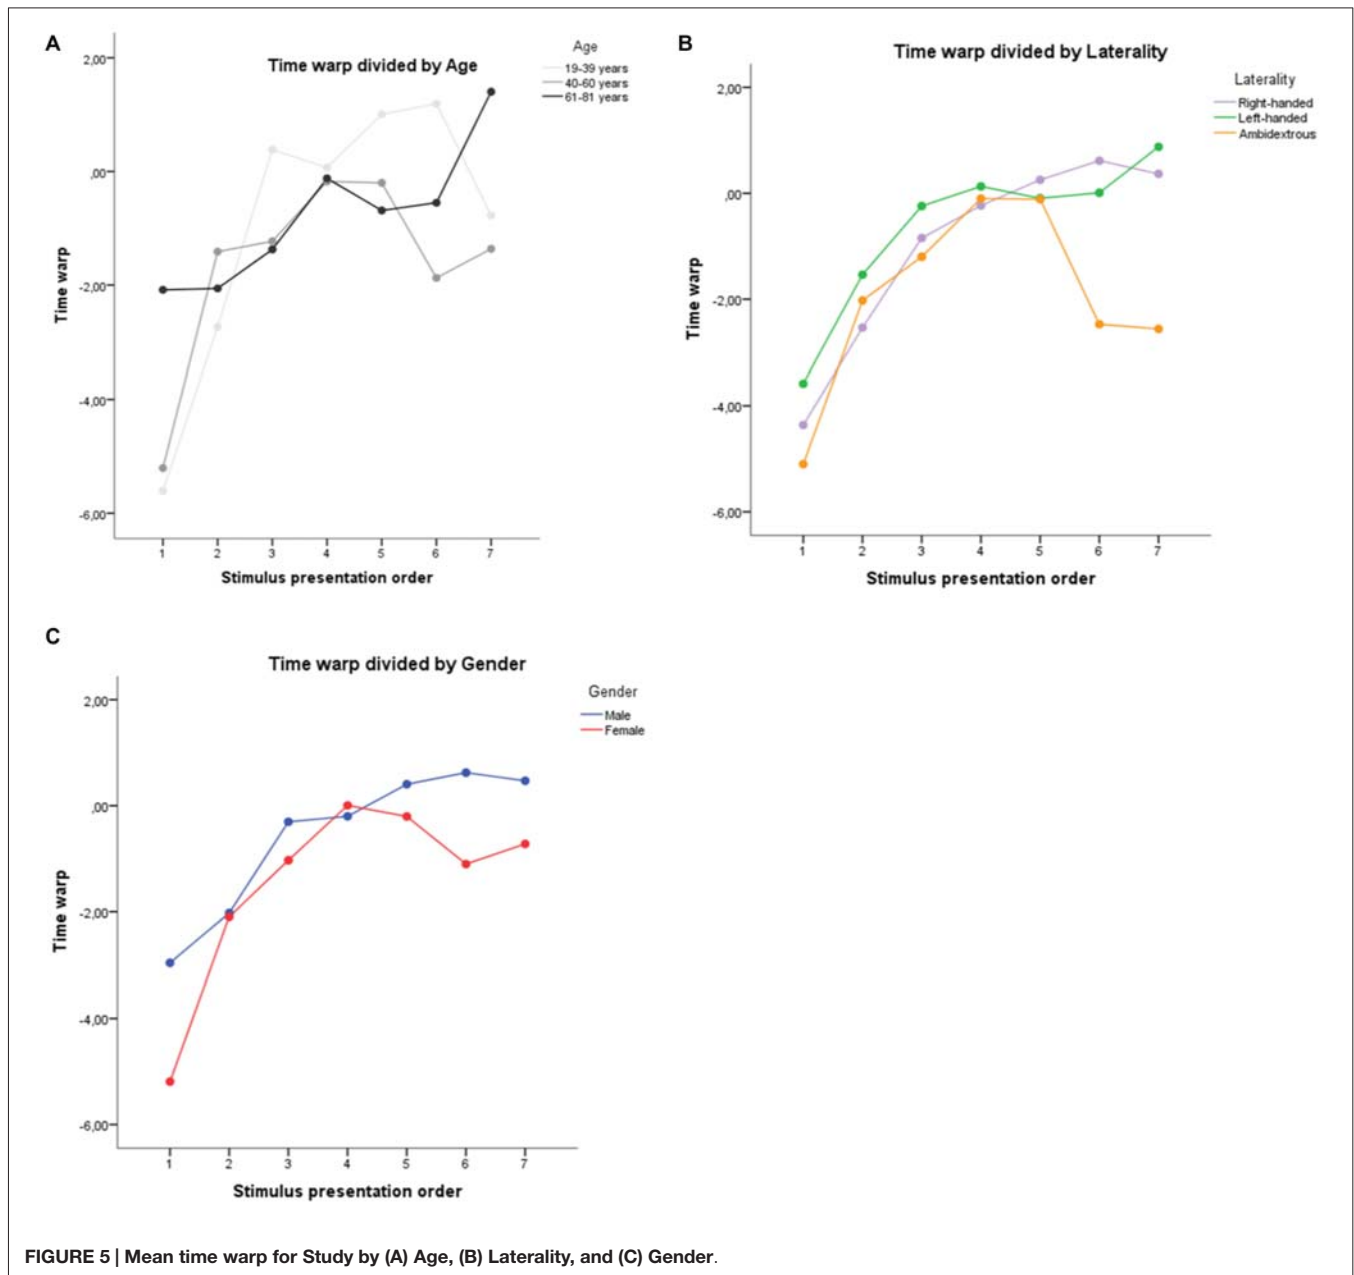 A
Time warp divided by Age
Age
19-39 years
40-60 years
61-81 years
2,00
,00
-2,00
-4,00
-6,00
Time warp
1 2 3 4 5 6 7
Stimulus presentation order
B
Time warp divided by Laterality
Laterality
Right-handed
Left-handed
Ambidextrous
2,00
,00
-2,00
-4,00
-6,00
Time warp
1 2 3 4 5 6 7
Stimulus presentation order
C
Time warp divided by Gender
Gender
Male
Female
2,00
,00
-2,00
-4,00
-6,00
Time warp
1 2 3 4 5 6 7
Stimulus presentation order
FIGURE 5 | Mean time warp for Study by (A) Age, (B) Laterality, and (C) Gender.